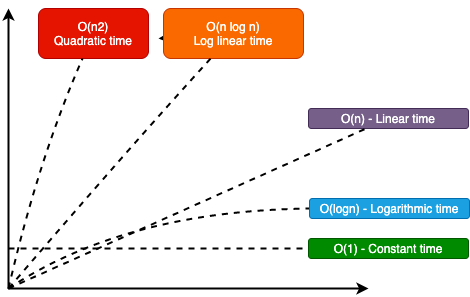 O(n2)
Quadratic time
O(n log n)
Log linear time
O(n) - Linear time
O(logn) - Logarithmic time
O(1) - Constant time